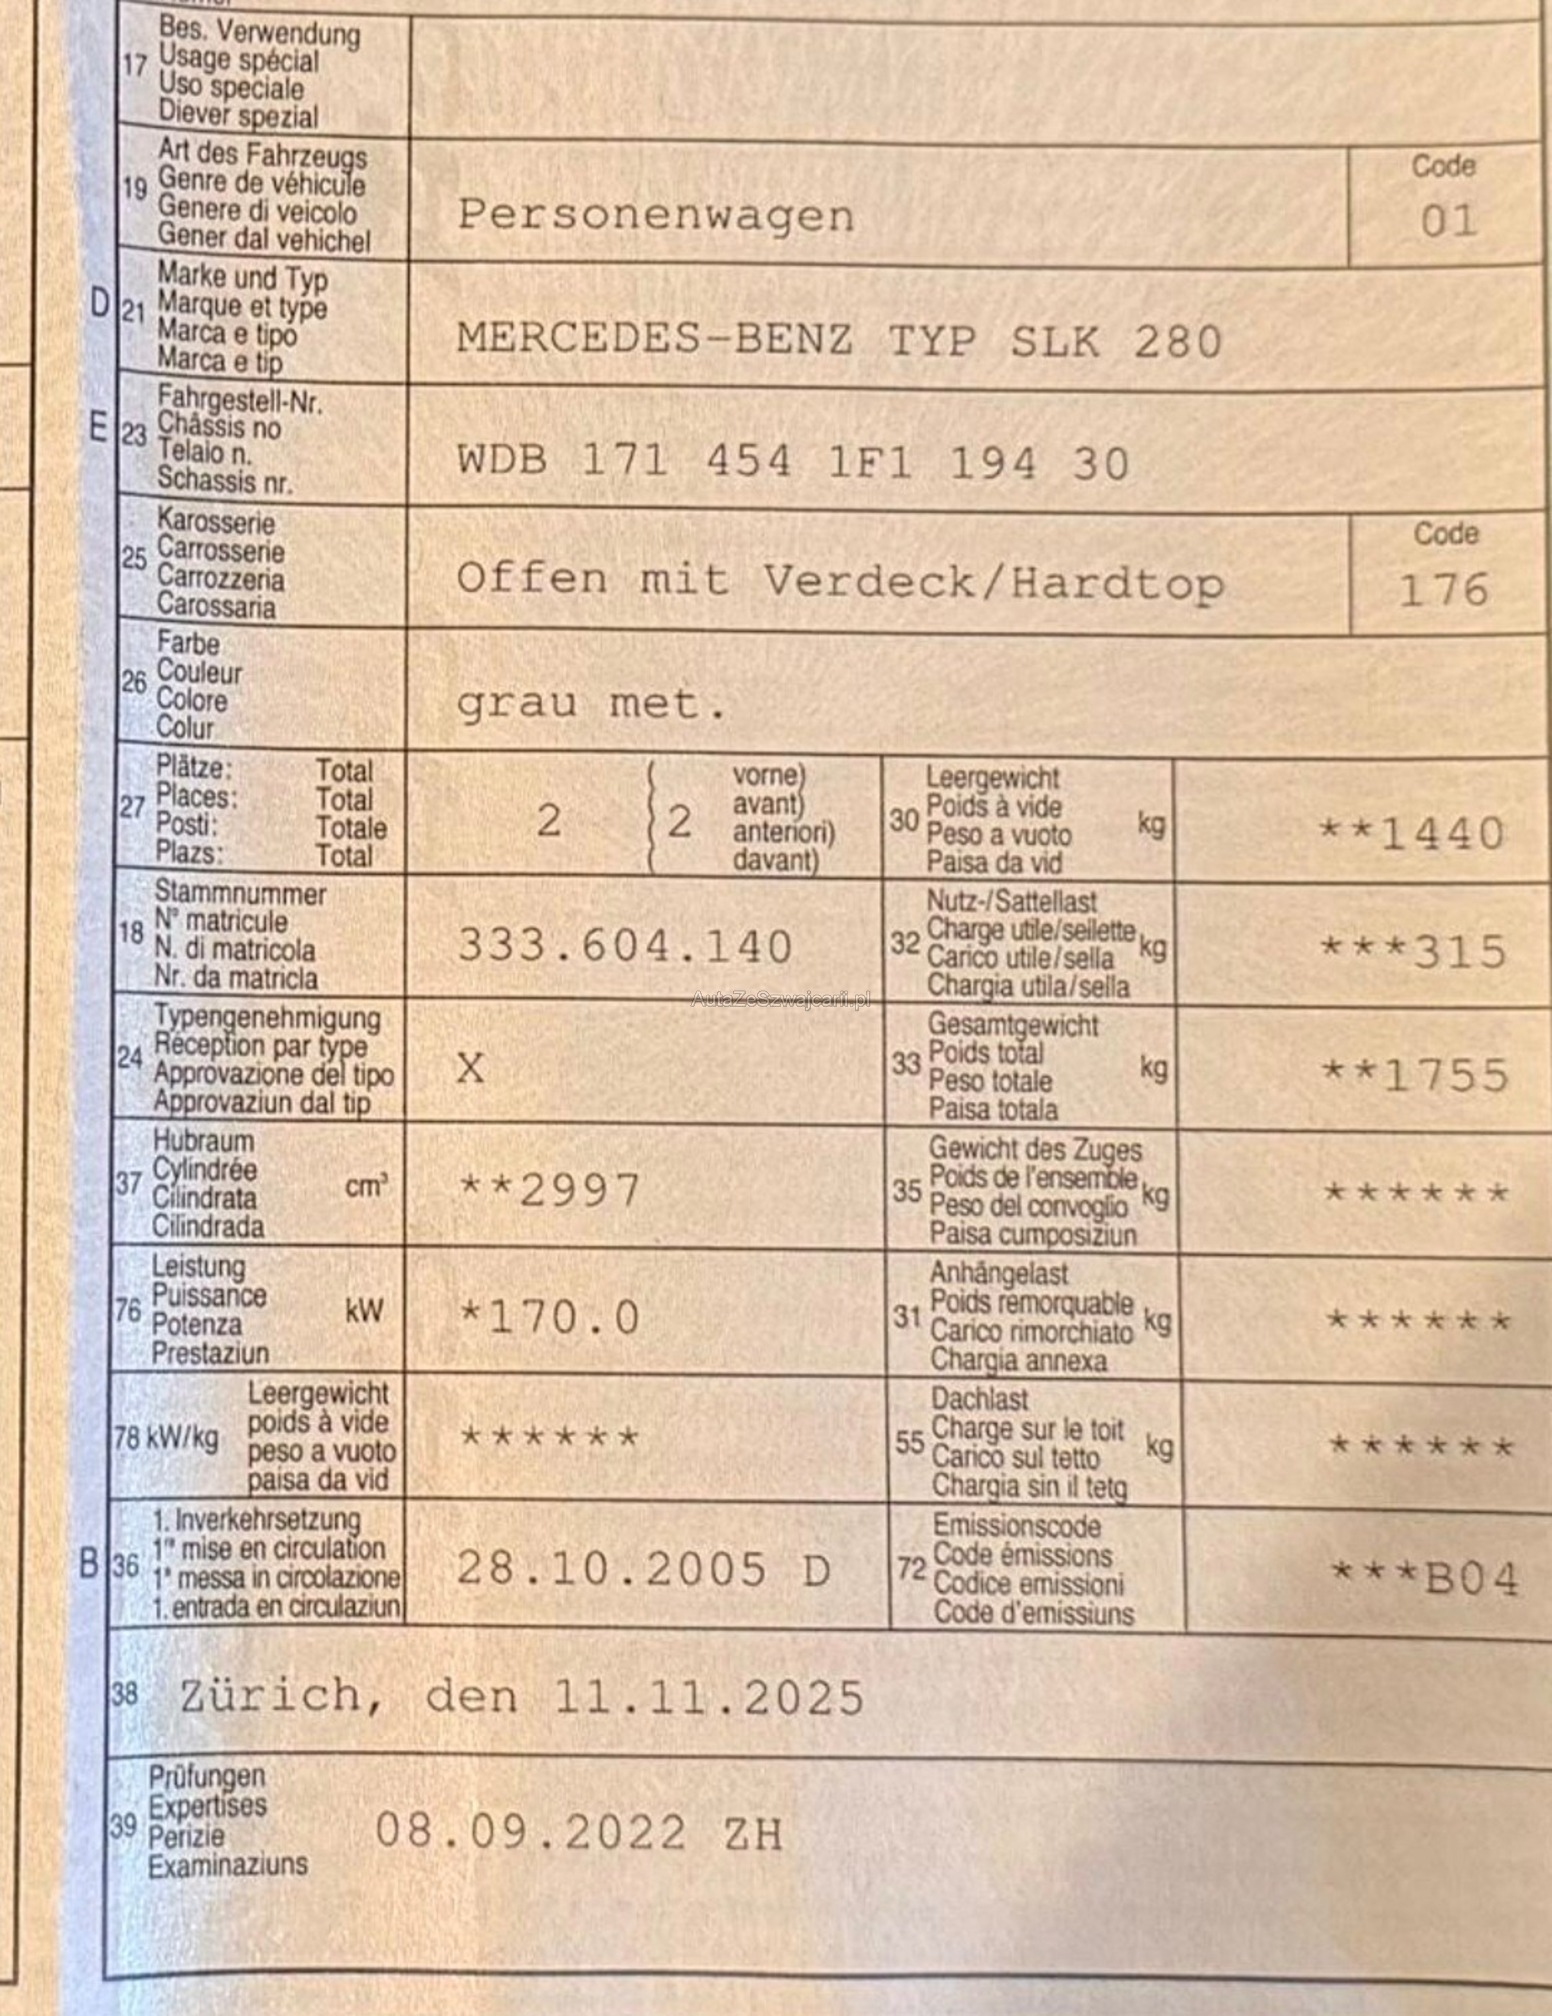 17 Bes. Verwendung
Usage spécial
Uso speciale
Diever spezial
19 Art des Fahrzeugs
Genre de véhicule
Genere di veicolo
Gener dal vehichel
Personenwagen
Code
01
D 21 Marke und Typ
Marque et type
Marca e tipo
Marca e tip
MERCEDES-BENZ TYP SLK 280
E 23 Fahrgestell-Nr.
Châssis no
Telaio n.
Schassis nr.
WDB 171 454 1F1 194 30
25 Karosserie
Carrosserie
Carrozzeria
Carossaria
Offen mit Verdeck/Hardtop
Code
176
26 Farbe
Couleur
Colore
Colur
grau met.
27 Plätze: Total
Places: Total
Posti: Totale
Plazs: Total
2 ( 2 vorne)
avant)
anteriori)
davant)
30 Leergewicht
Poids à vide
Peso a vuoto
Paisa da vid
kg
**1440
18 Stammnummer
N° matricule
N. di matricola
Nr. da matricla
333.604.140
32 Nutz-/Sattellast
Charge utile/sellette
Carico utile/sella
Chargia utila/sella
kg
***315
AutaZeSzwajcarii.pl
24 Typengenehmigung
Réception par type
Approvazione del tipo
Approvaziun dal tip
X
33 Gesamtgewicht
Poids total
Peso totale
Paisa totala
kg
**1755
37 Hubraum
Cylindrée
Cilindrata
Cilindrada
cm³
**2997
35 Gewicht des Zuges
Poids de l'ensemble
Peso del convoglio
Paisa cumposiziun
kg
******
76 Leistung
Puissance
Potenza
Prestaziun
kW
*170.0
31 Anhängelast
Poids remorquable
Carico rimorchiato
Chargia annexa
kg
******
78 kW/kg
Leergewicht
poids à vide
peso a vuoto
paisa da vid
******
55 Dachlast
Charge sur le toit
Carico sul tetto
Chargia sin il tetg
kg
******
B 36 1. Inverkehrsetzung
1re mise en circulation
1a messa in circolazione
1. entrada en circulaziun
28.10.2005 D
72 Emissionscode
Code émissions
Codice emissioni
Code d'emissiuns
***B04
38 Zürich, den 11.11.2025
39 Prüfungen
Expertises
Perizie
Examinaziuns
08.09.2022 ZH